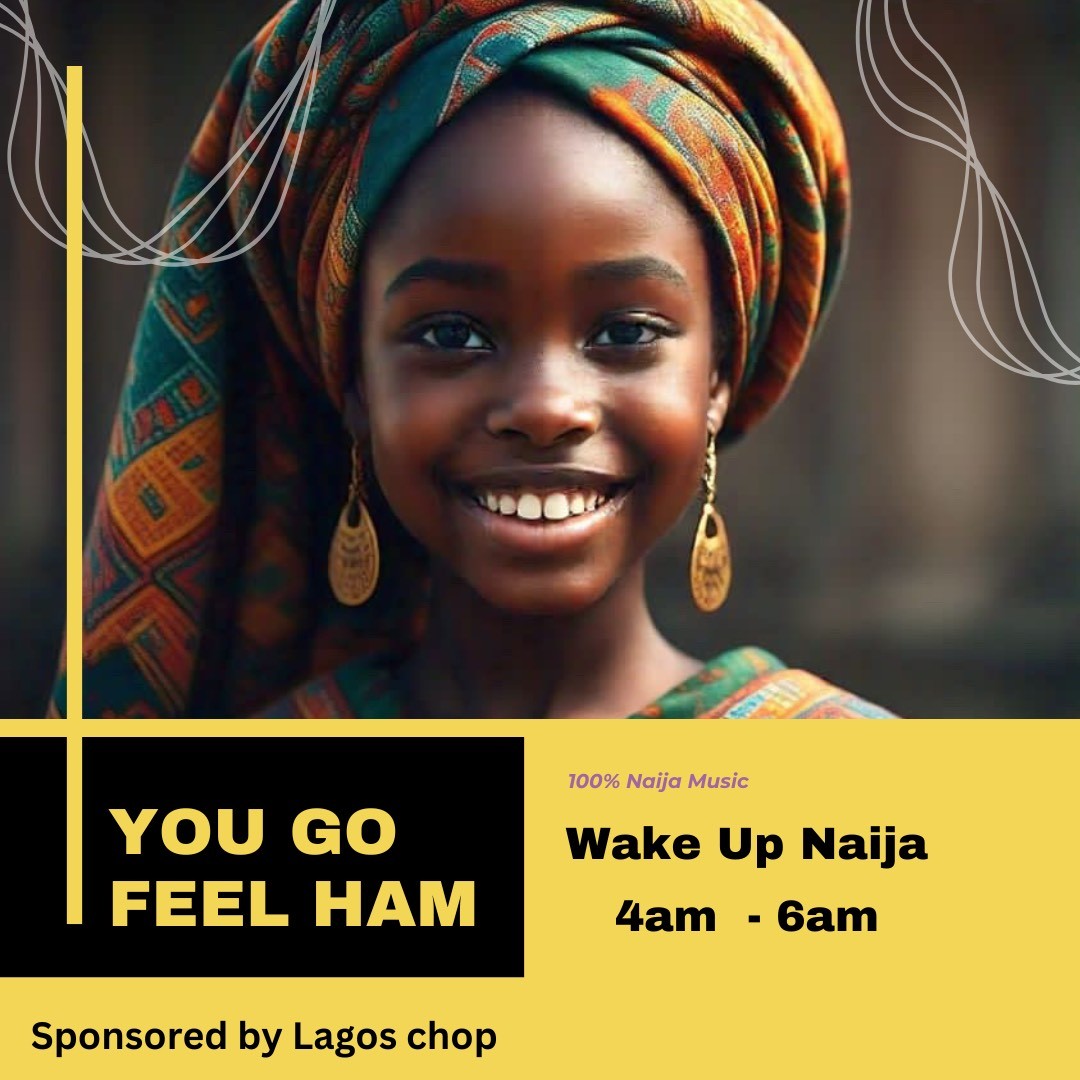 YOU GO
FEEL HAM
100% Naija Music
Wake Up Naija
4am - 6am
Sponsored by Lagos chop